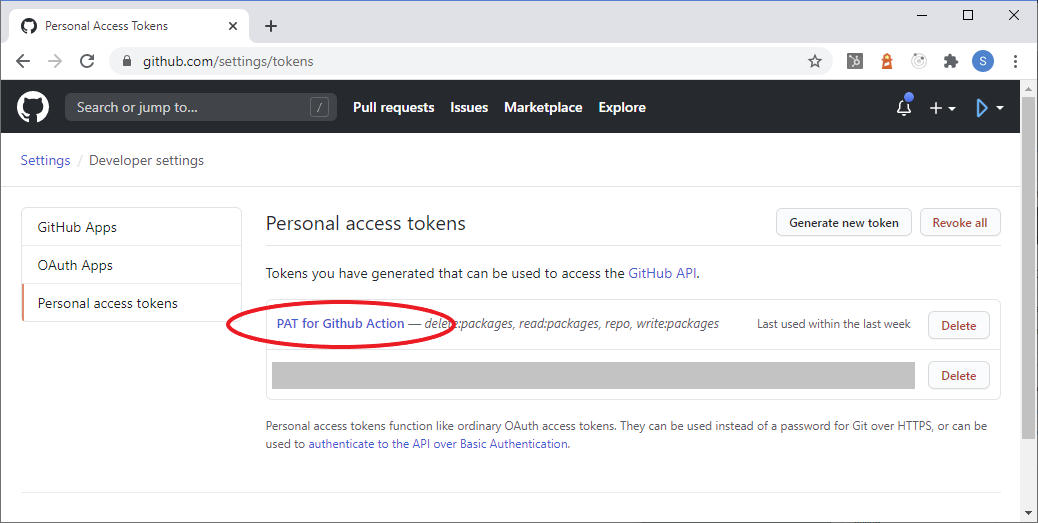 Personal Access Tokens
github.com/settings/tokens
S
Search or jump to... /
Pull requests Issues Marketplace Explore
Settings / Developer settings
GitHub Apps
OAuth Apps
Personal access tokens
Personal access tokens
Generate new token Revoke all
Tokens you have generated that can be used to access the GitHub API.
PAT for Github Action — delete:packages, read:packages, repo, write:packages Last used within the last week Delete
Delete
Personal access tokens function like ordinary OAuth access tokens. They can be used instead of a password for Git over HTTPS, or can be
used to authenticate to the API over Basic Authentication.